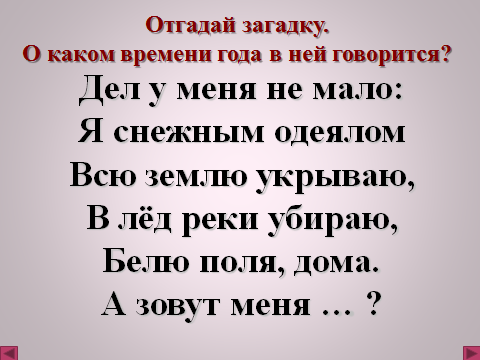 Отгадай загадку.
О каком времени года в ней говорится?
Дел у меня не мало:
Я снежным одеялом
Всю землю укрываю,
В лёд реки убираю,
Белю поля, дома.
А зовут меня … ?